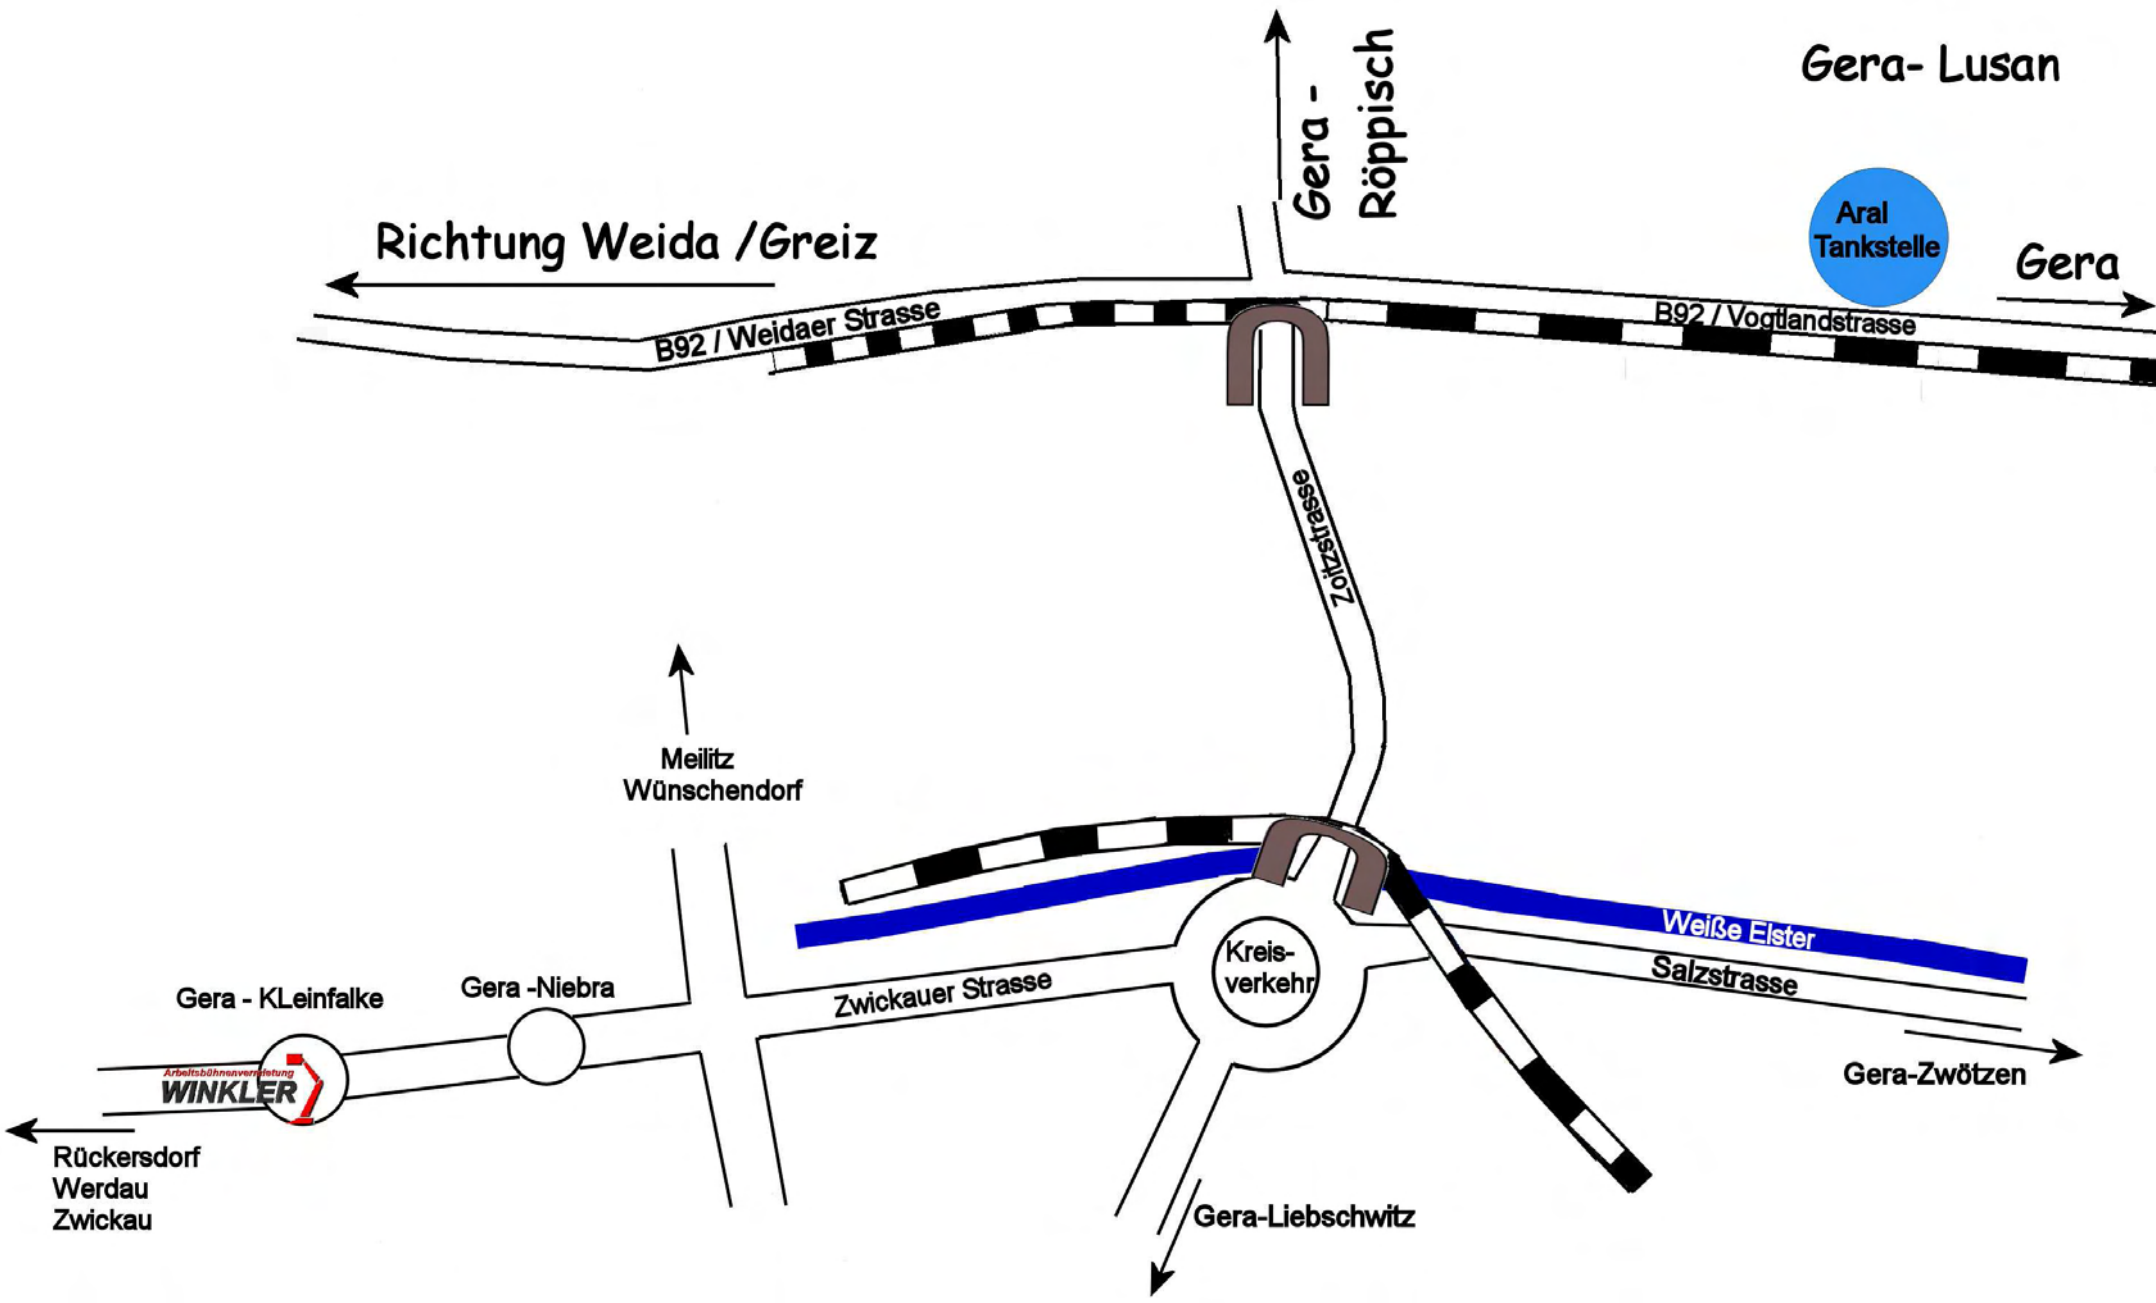 Gera- Lusan
Gera -
Röppisch
Aral
Tankstelle
Richtung Weida /Greiz
Gera
B92 / Weidaer Strasse
B92 / Vogtlandstrasse
Zoitzstrasse
Meilitz
Wünschendorf
Weiße Elster
Kreis-
verkehr
Salzstrasse
Zwickauer Strasse
Gera -Niebra
Gera - KLeinfalke
Arbeitsbühnenvermietung
WINKLER
Gera-Zwötzen
Rückersdorf
Werdau
Zwickau
Gera-Liebschwitz